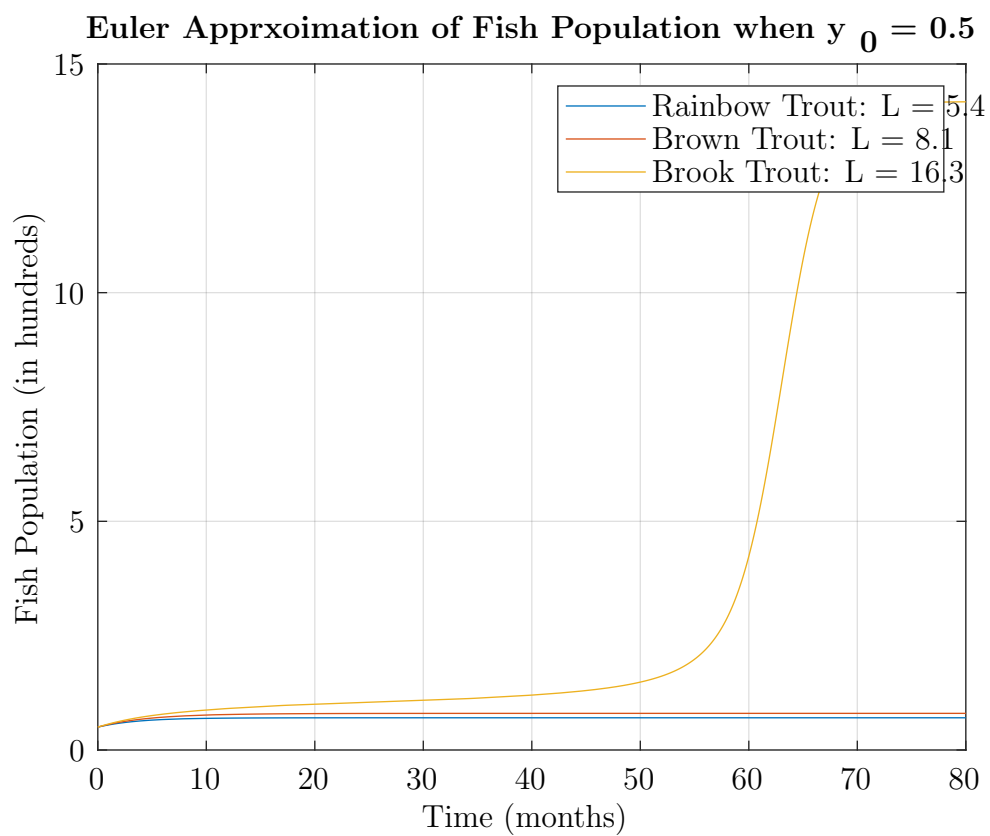 Euler Apprxoimation of Fish Population when y 0 = 0.5
15
Rainbow Trout: L = 5.4
Brown Trout: L = 8.1
Brook Trout: L = 16.3
10
5
0
Fish Population (in hundreds)
0 10 20 30 40 50 60 70 80
Time (months)